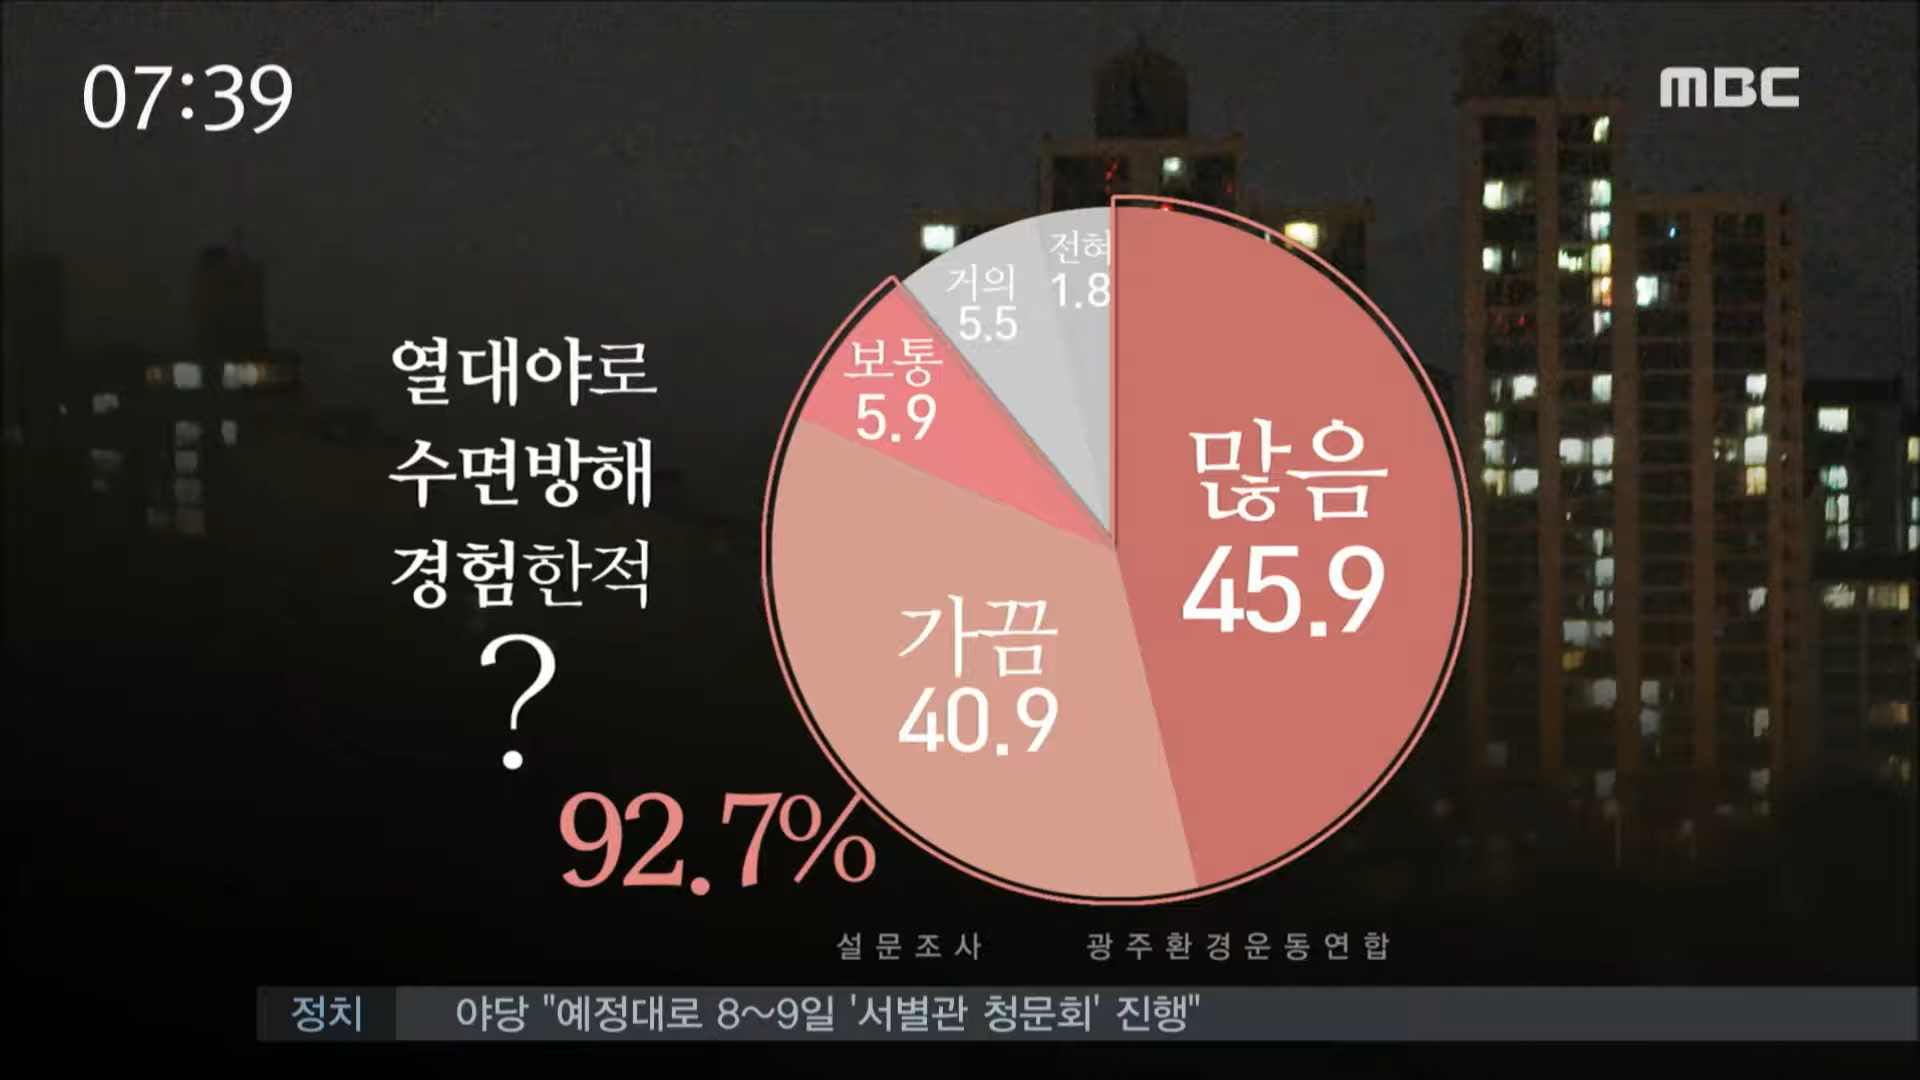 07:39
MBC
열대야로
수면방해
경험한적
?
92.7%
많음
45.9
가끔
40.9
보통
5.9
거의
5.5
전혀
1.8
설문조사 광주환경운동연합
정치 야당 "예정대로 8~9일 '서별관 청문회' 진행"